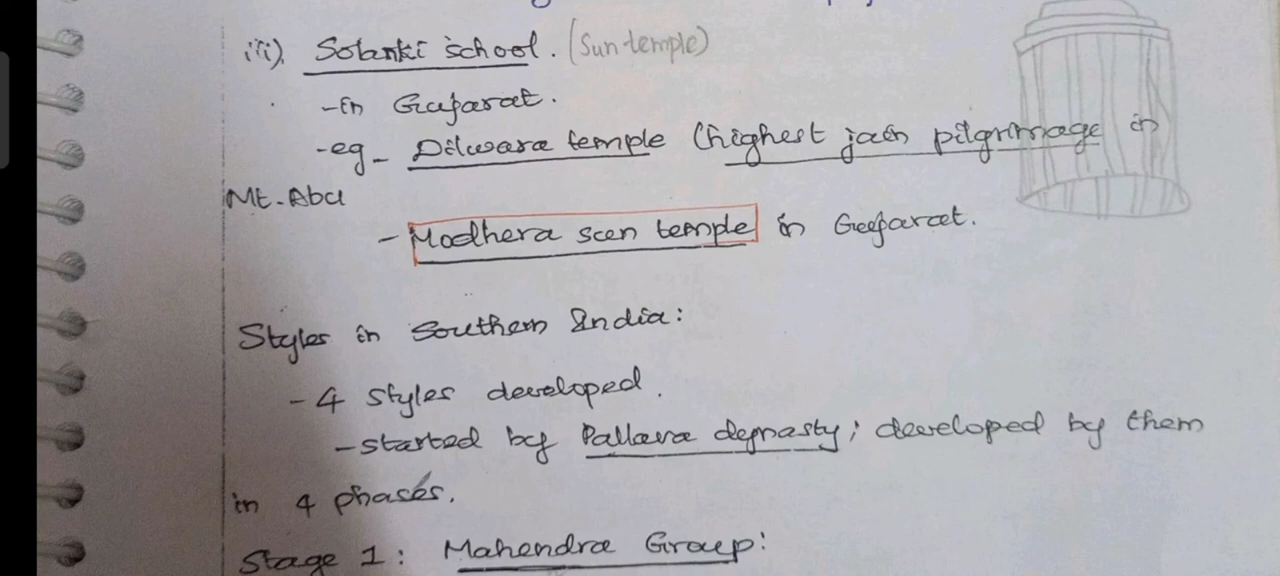 iii). Solanki school. (Sun-temple)
-in Gujarat.
-eg- Dilwara temple (highest jain pilgrimage in
Mt. Abu
- Modhera sun temple in Gujarat.
Styles in Southern India:
- 4 styles developed.
-started by Pallava dynasty; developed by them
in 4 phases.
Stage 1: Mahendra Group: